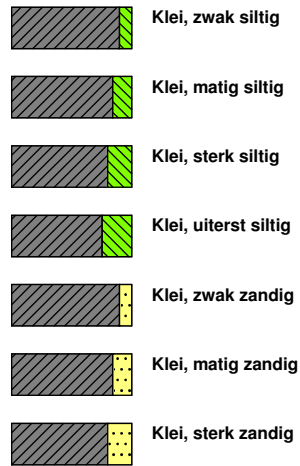 Klei, zwak siltig
Klei, matig siltig
Klei, sterk siltig
Klei, uiterst siltig
Klei, zwak zandig
Klei, matig zandig
Klei, sterk zandig